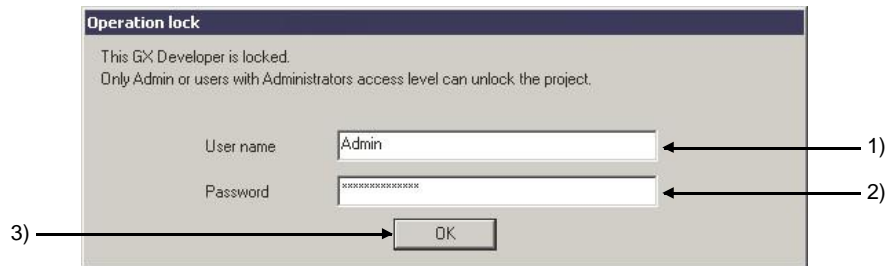 Operation lock
This GX Developer is locked.
Only Admin or users with Administrators access level can unlock the project.
User name Admin 1)
Password ************** 2)
3) OK